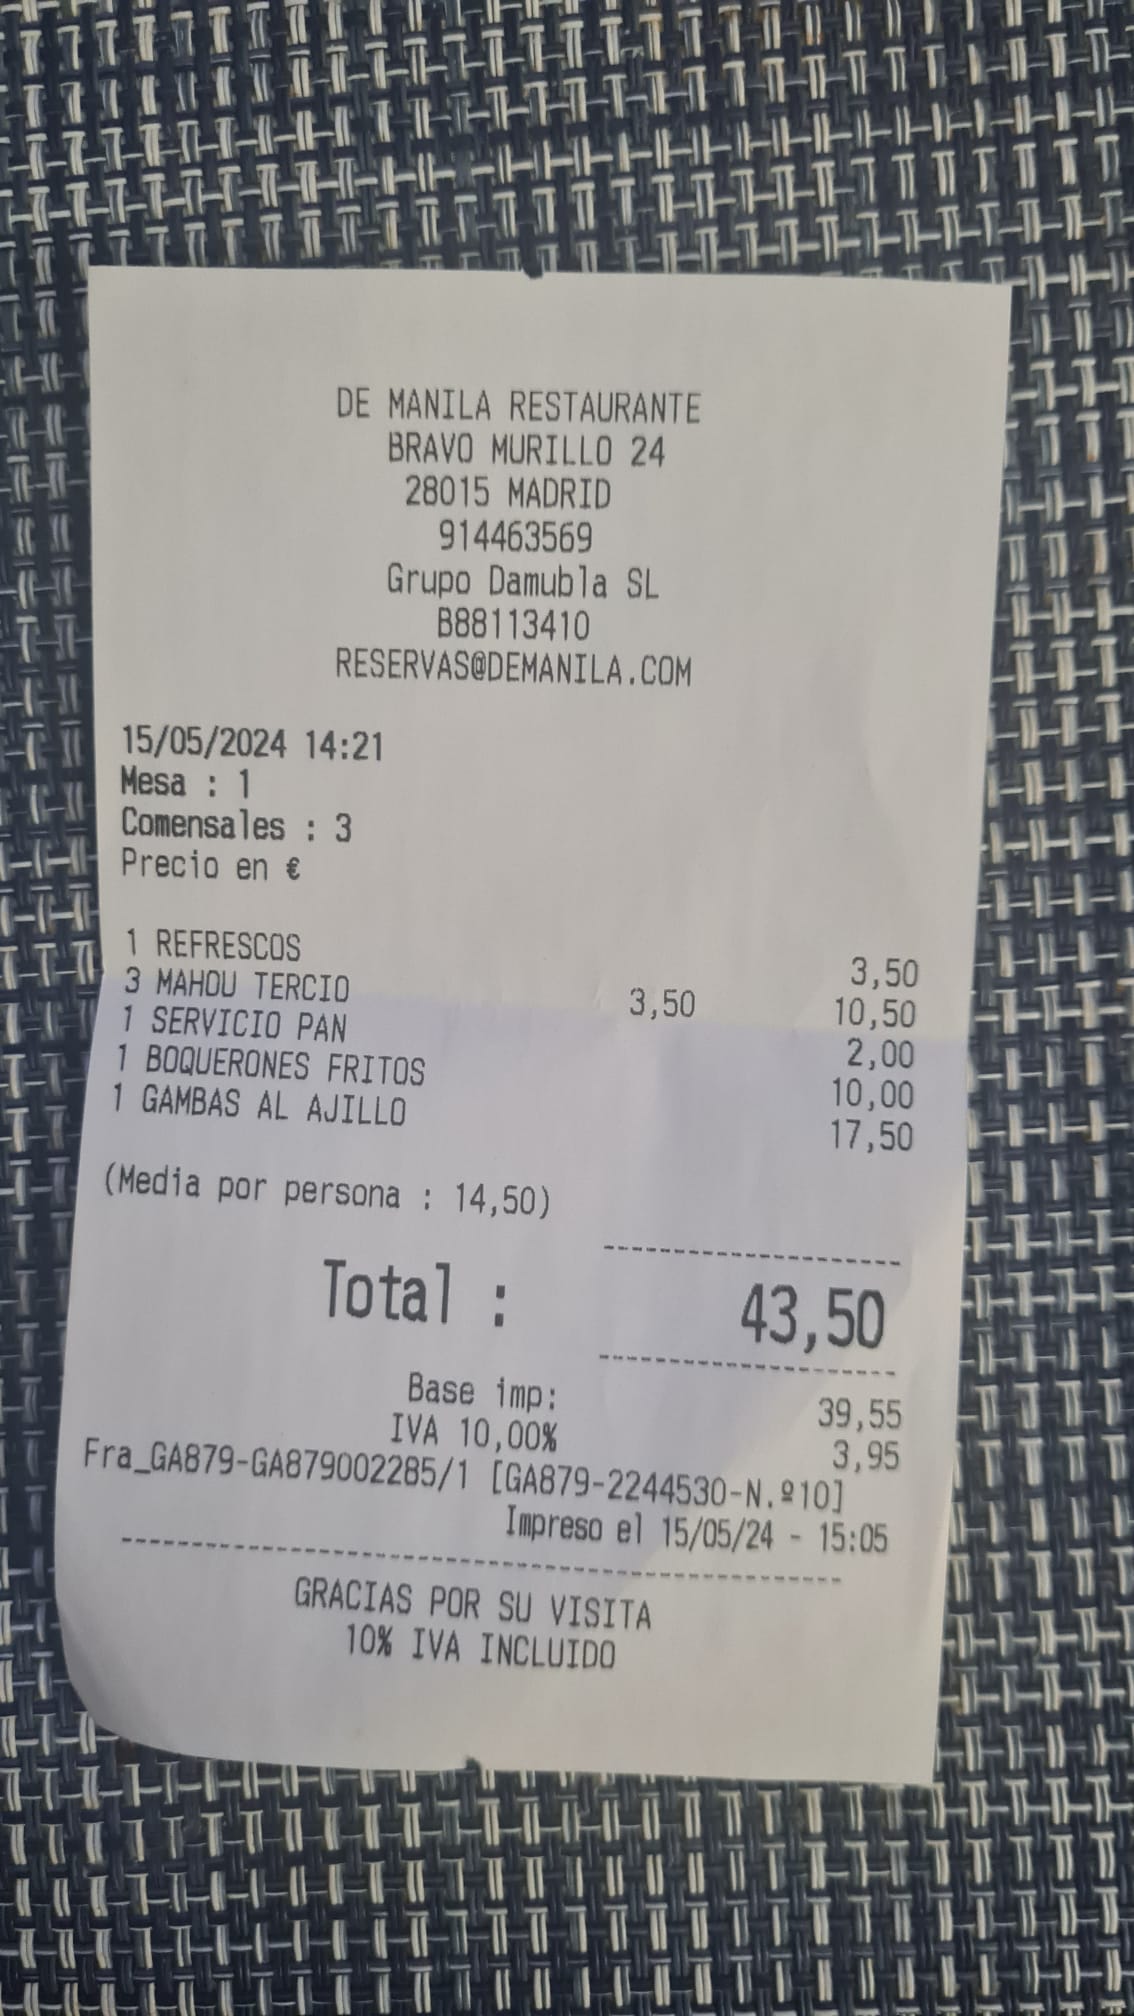 DE MANILA RESTAURANTE
BRAVO MURILLO 24
28015 MADRID
914463569
Grupo Damubla SL
B88113410
RESERVAS@DEMANILA.COM
15/05/2024 14:21
Mesa : 1
Comensales : 3
Precio en €
1 REFRESCOS 3,50
3 MAHOU TERCIO 3,50 10,50
1 SERVICIO PAN 2,00
1 BOQUERONES FRITOS 10,00
1 GAMBAS AL AJILLO 17,50
(Media por persona : 14,50)
Total : 43,50
Base imp: 39,55
IVA 10,00% 3,95
Fra_GA879-GA879002285/1 [GA879-2244530-N.º10]
Impreso el 15/05/24 - 15:05
GRACIAS POR SU VISITA
10% IVA INCLUIDO